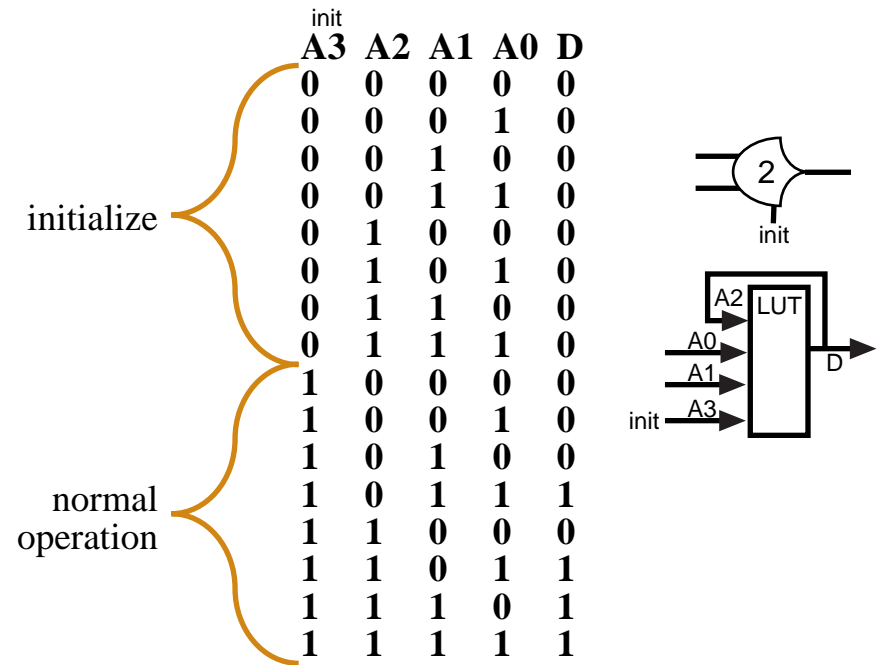 init
A3 A2 A1 A0 D
0 0 0 0 0
0 0 0 1 0
0 0 1 0 0
0 0 1 1 0
0 1 0 0 0
0 1 0 1 0
0 1 1 0 0
0 1 1 1 0
1 0 0 0 0
1 0 0 1 0
1 0 1 0 0
1 0 1 1 1
1 1 0 0 0
1 1 0 1 1
1 1 1 0 1
1 1 1 1 1
initialize
normal
operation
2
init
A2 LUT
A0
D
A1
init A3